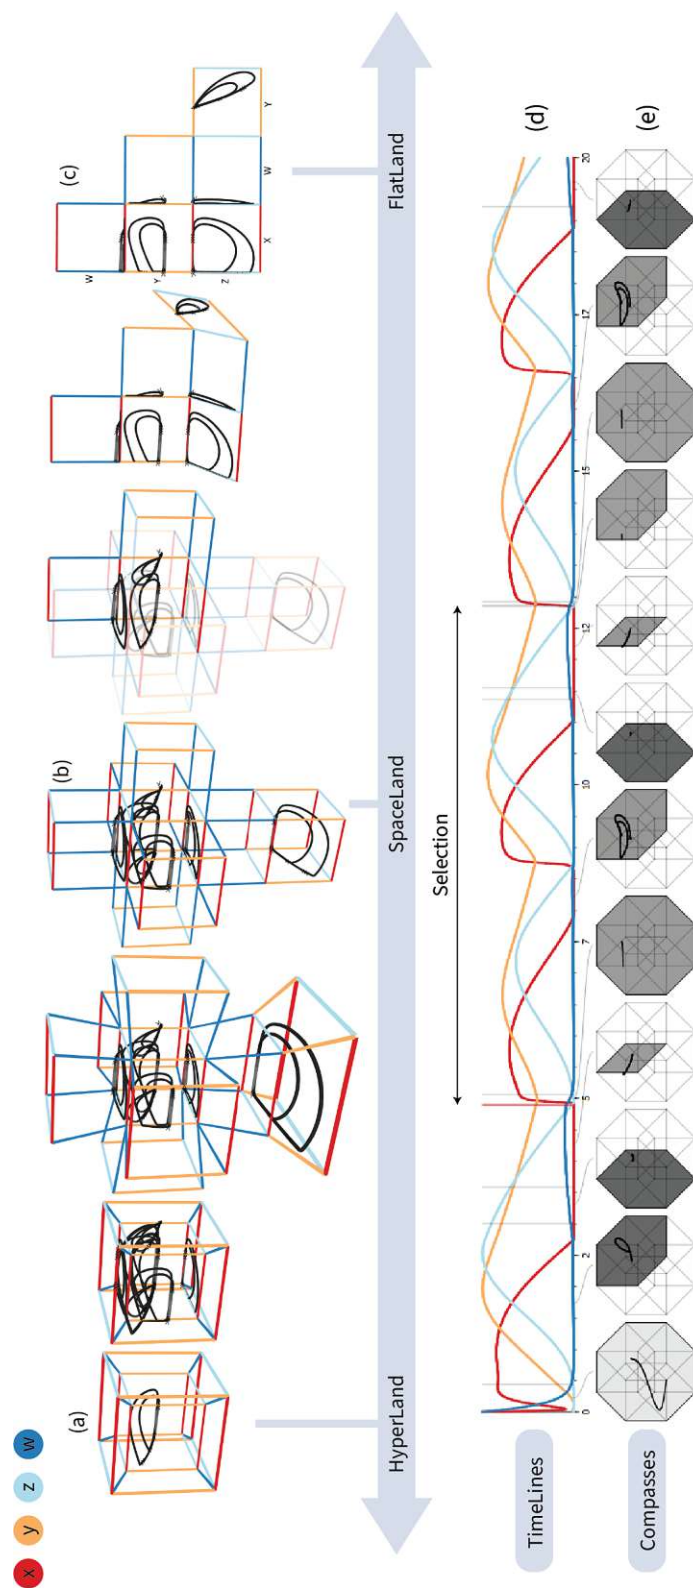 x y z w
(a)
(b)
(c)
W
Y
Z
X
W
Y
HyperLand
SpaceLand
FlatLand
Selection
TimeLines
(d)
0 2 5 7 10 12 15 17 20
Compasses
(e)